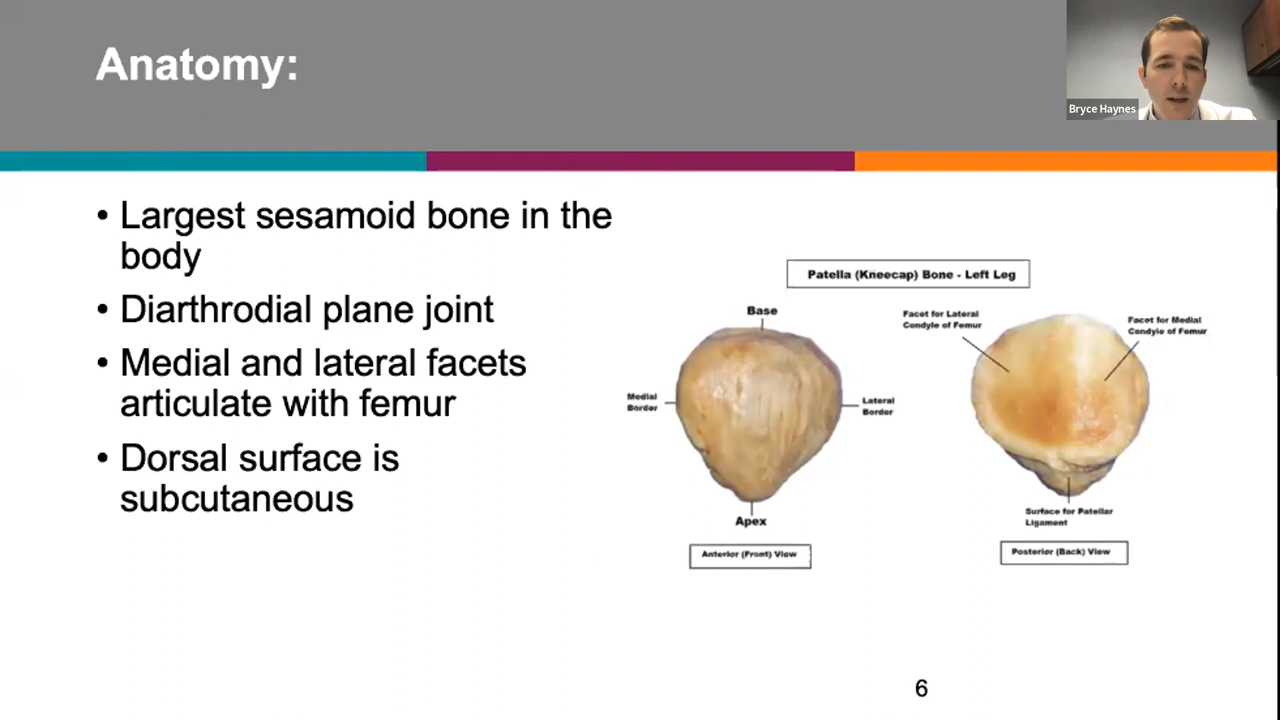 Anatomy:
Bryce Haynes
• Largest sesamoid bone in the
body
• Diarthrodial plane joint
• Medial and lateral facets
articulate with femur
• Dorsal surface is
subcutaneous
Patella (Kneecap) Bone - Left Leg
Base
Medial
Border
Lateral
Border
Apex
Anterior (Front) View
Facet for Lateral
Condyle of Femur
Facet for Medial
Condyle of Femur
Surface for Patellar
Ligament
Posterior (Back) View
6